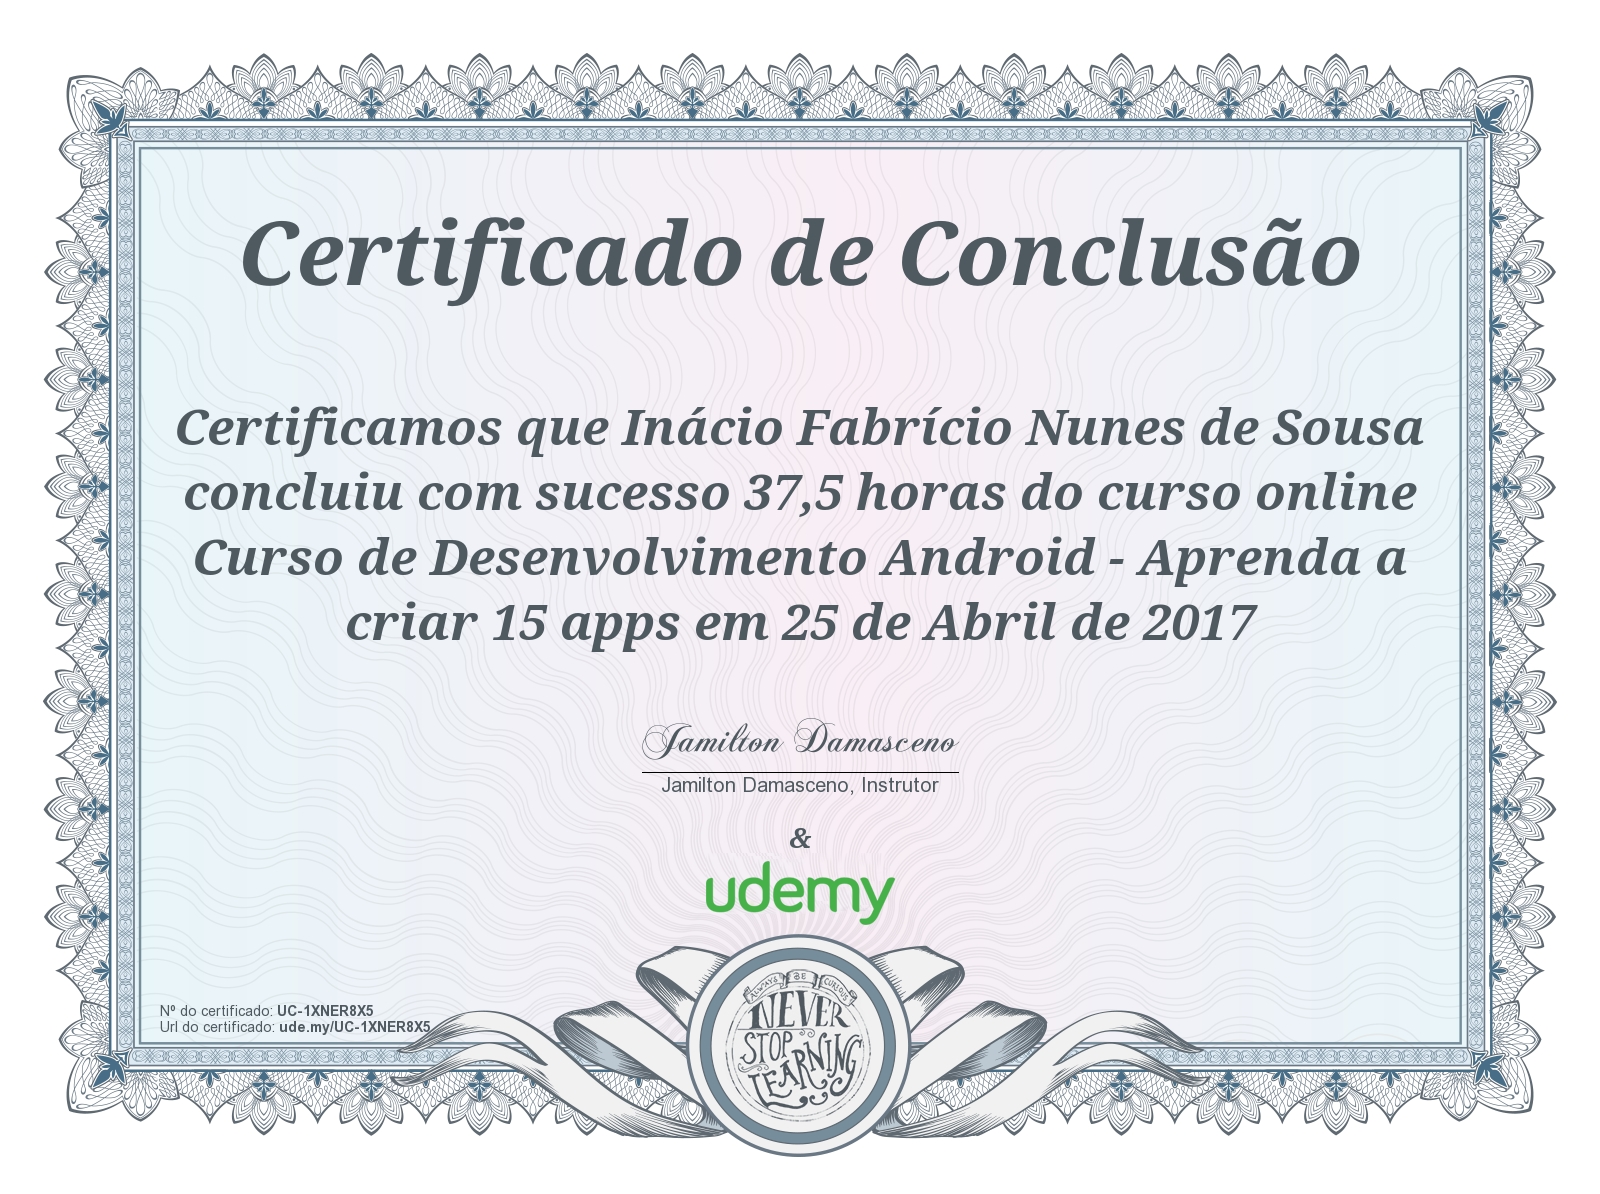 Certificado de Conclusão
Certificamos que Inácio Fabrício Nunes de Sousa
concluiu com sucesso 37,5 horas do curso online
Curso de Desenvolvimento Android - Aprenda a
criar 15 apps em 25 de Abril de 2017
Jamilton Damasceno
Jamilton Damasceno, Instrutor
&
udemy
Nº do certificado: UC-1XNER8X5
Url do certificado: ude.my/UC-1XNER8X5
ALWAYS BE CURIOUS
NEVER
STOP
LEARNING